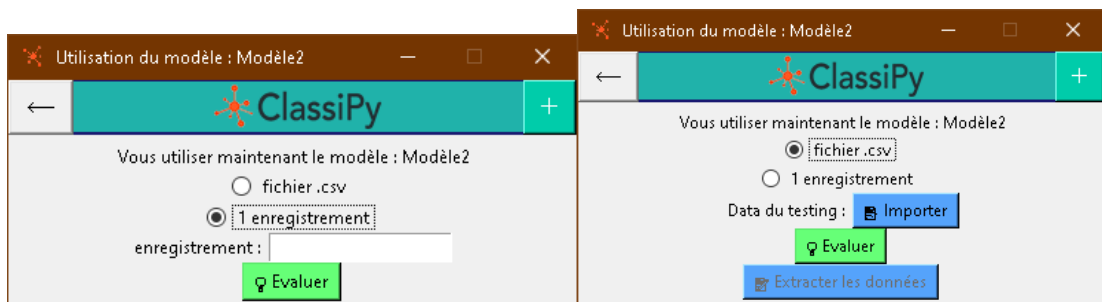 Utilisation du modèle : Modèle2
← ClassiPy +
Vous utiliser maintenant le modèle : Modèle2
fichier .csv
1 enregistrement
enregistrement :
Evaluer
Utilisation du modèle : Modèle2
← ClassiPy +
Vous utiliser maintenant le modèle : Modèle2
fichier .csv
1 enregistrement
Data du testing : Importer
Evaluer
Extracter les données